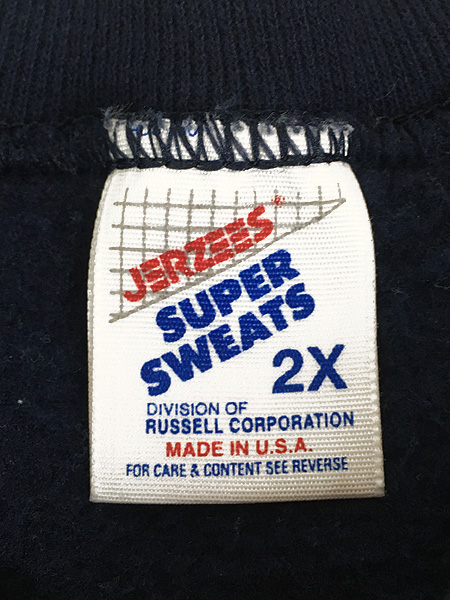 JERZEES®
SUPER
SWEATS
2X
DIVISION OF
RUSSELL CORPORATION
MADE IN U.S.A.
FOR CARE & CONTENT SEE REVERSE